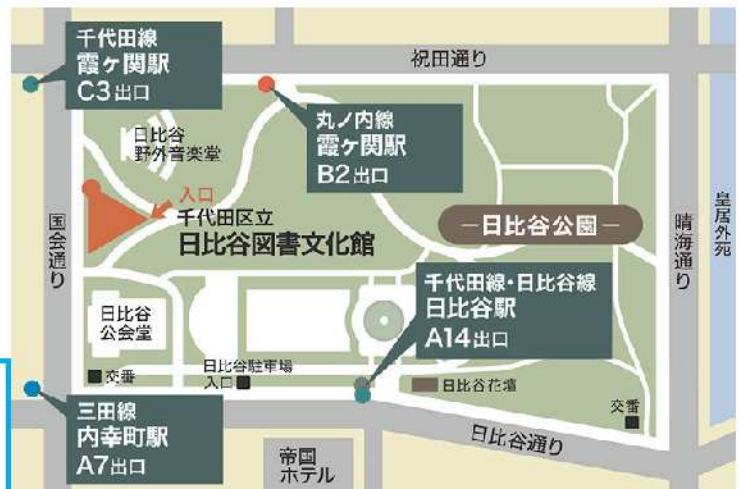 千代田線
霞ヶ関駅
C3出口
祝田通り
日比谷
野外音楽堂
丸ノ内線
霞ヶ関駅
B2出口
入口
千代田区立
日比谷図書文化館
国会通り
日比谷公園
晴海通り
皇居外苑
千代田線・日比谷線
日比谷駅
A14出口
日比谷
公会堂
交番
日比谷駐車場
入口
日比谷花壇
交番
三田線
内幸町駅
A7出口
帝国
ホテル
日比谷通り